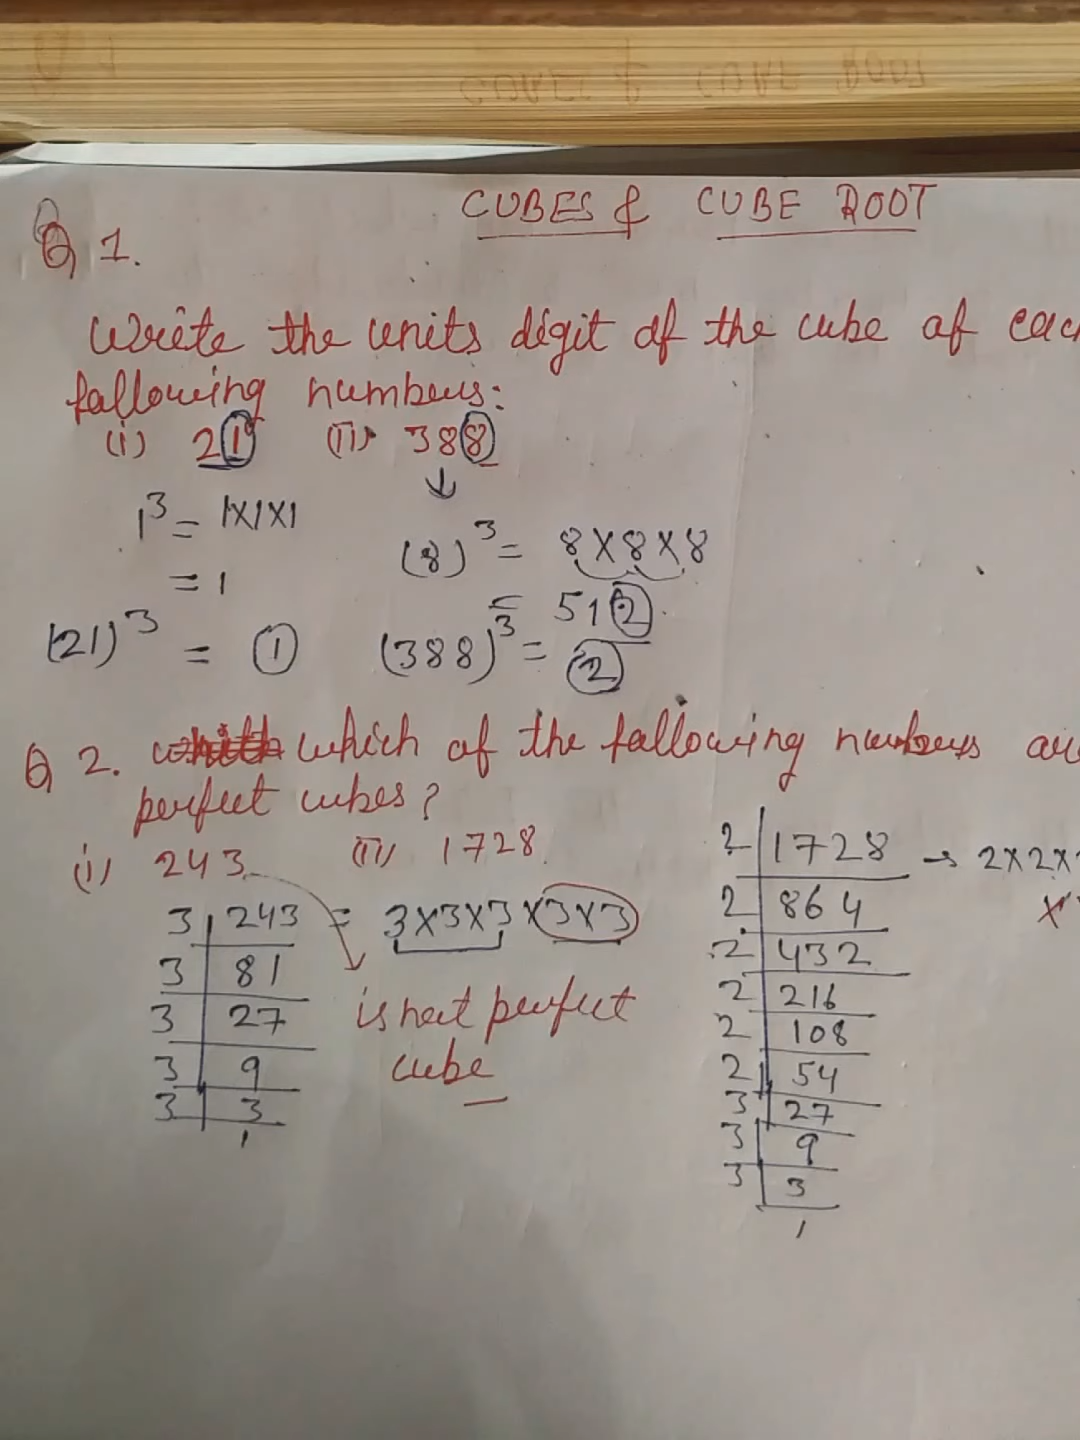 CUBES & CUBE ROOT
Q 1.
Write the units digit of the cube of each
following numbers:
(i) 21 (ii) 388
1³ = 1×1×1
(8)³ = 8×8×8
= 1
= 512
(21)³ = 1 (388)³ = 2
Q 2. which of the following numbers are
perfect cubes?
(i) 243 (ii) 1728
3 243 = 3×3×3×3×3
3 81
3 27
3 9
3 3
1
is not perfect
cube
2 1728 → 2×2×
2 864 ×
2 432
2 216
2 108
2 54
3 27
3 9
3 3
1